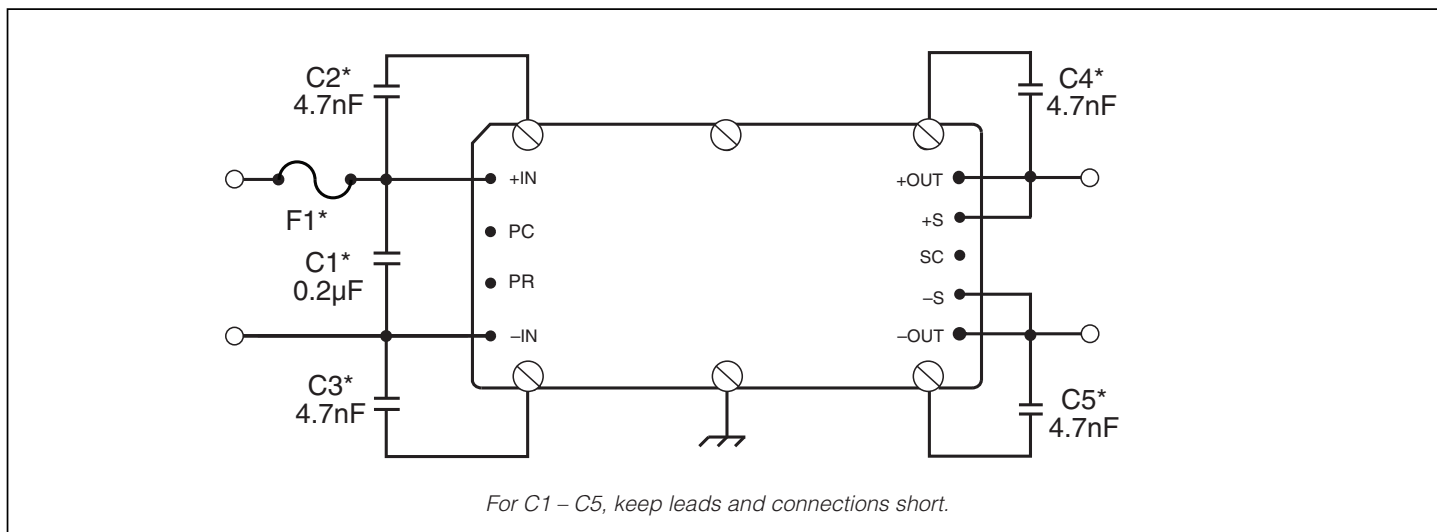 C2*
4.7nF
C4*
4.7nF
+IN
+OUT
F1*
+S
PC
C1*
0.2µF
SC
PR
–S
–IN
–OUT
C3*
4.7nF
C5*
4.7nF
For C1 – C5, keep leads and connections short.